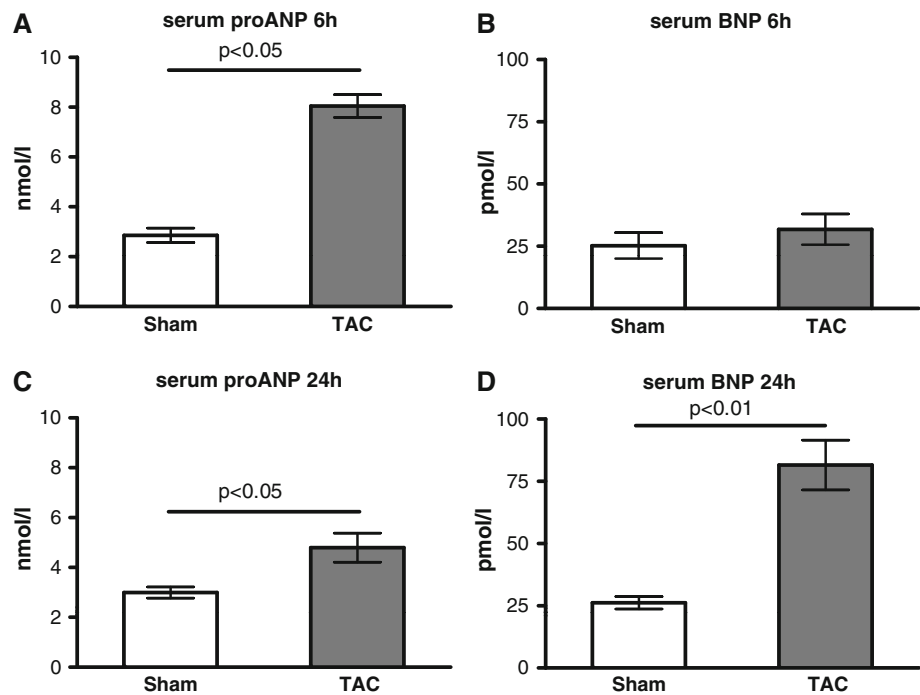 A serum proANP 6h
p<0.05
10
8
6
4
2
0
nmol/l
Sham TAC
B serum BNP 6h
100
75
50
25
0
pmol/l
Sham TAC
C serum proANP 24h
p<0.05
10
8
6
4
2
0
nmol/l
Sham TAC
D serum BNP 24h
p<0.01
100
75
50
25
0
pmol/l
Sham TAC